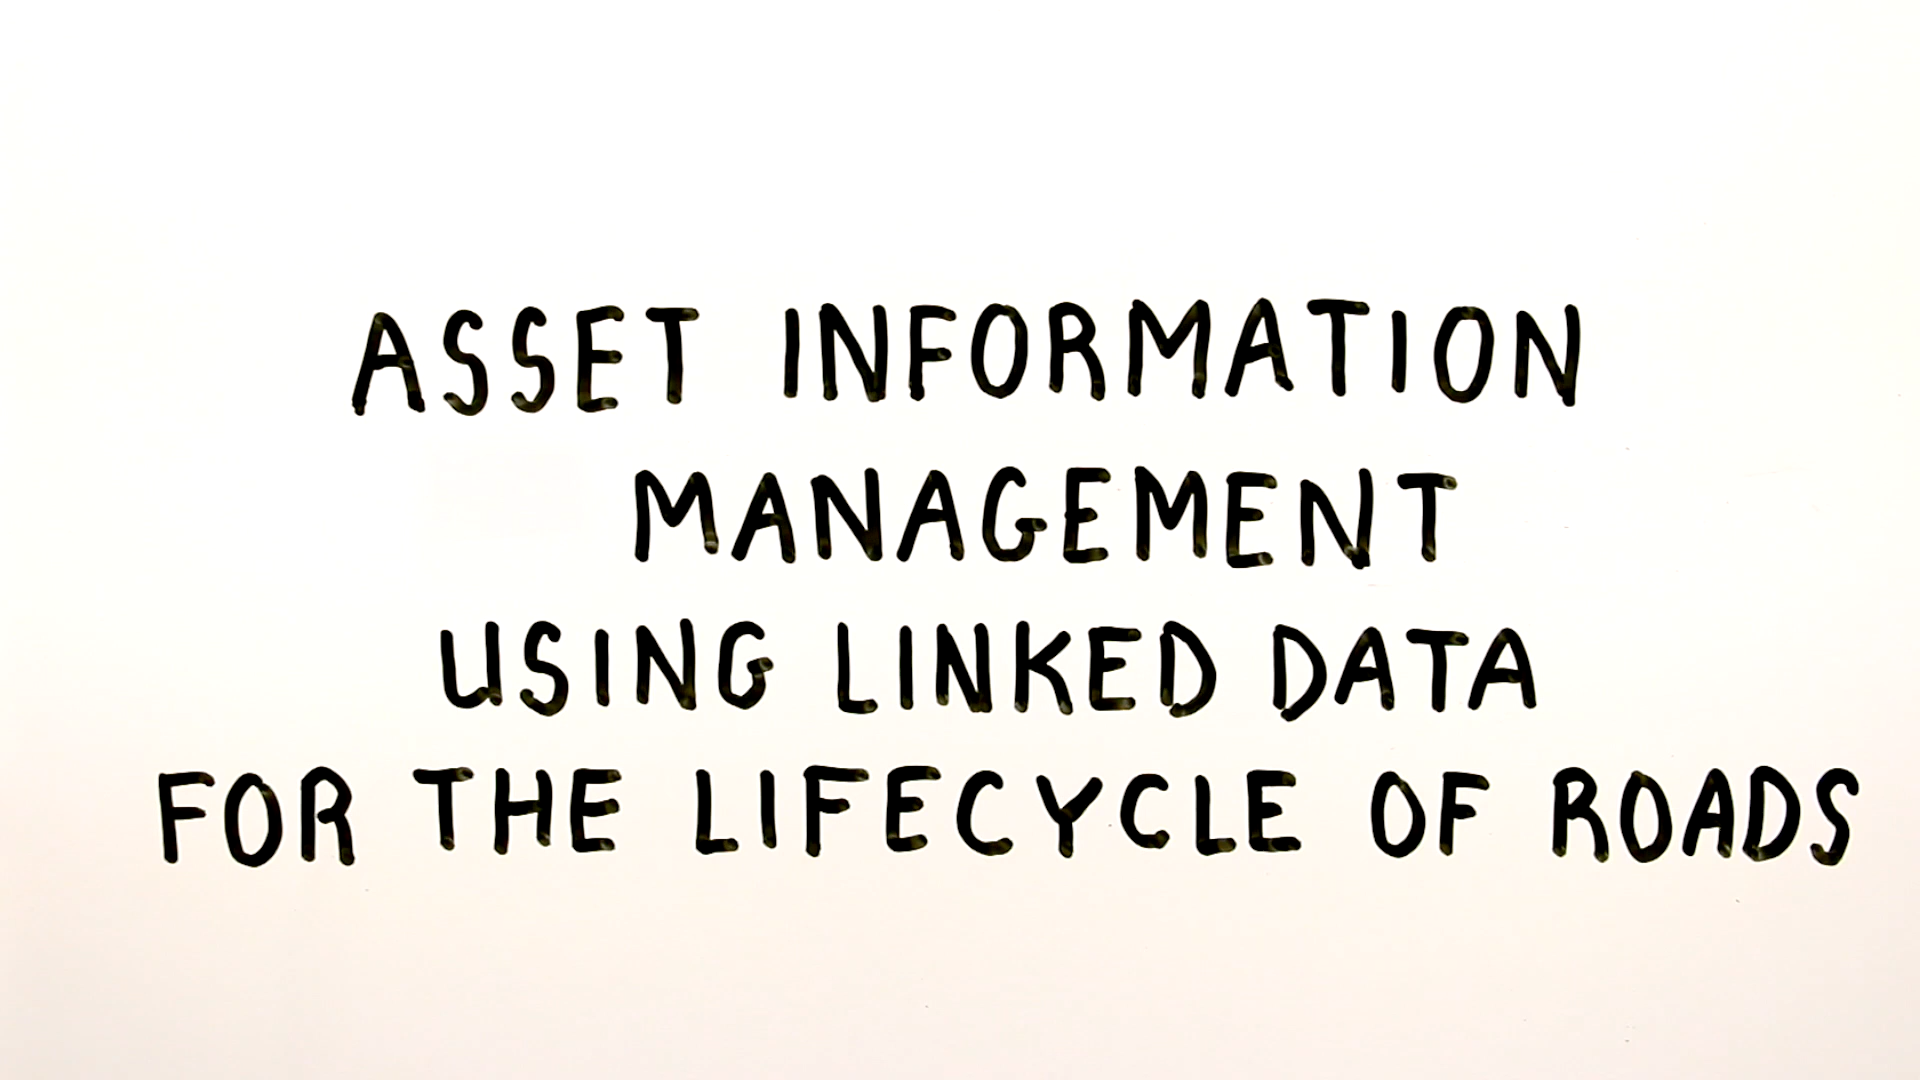 ASSET INFORMATION
MANAGEMENT
USING LINKED DATA
FOR THE LIFECYCLE OF ROADS